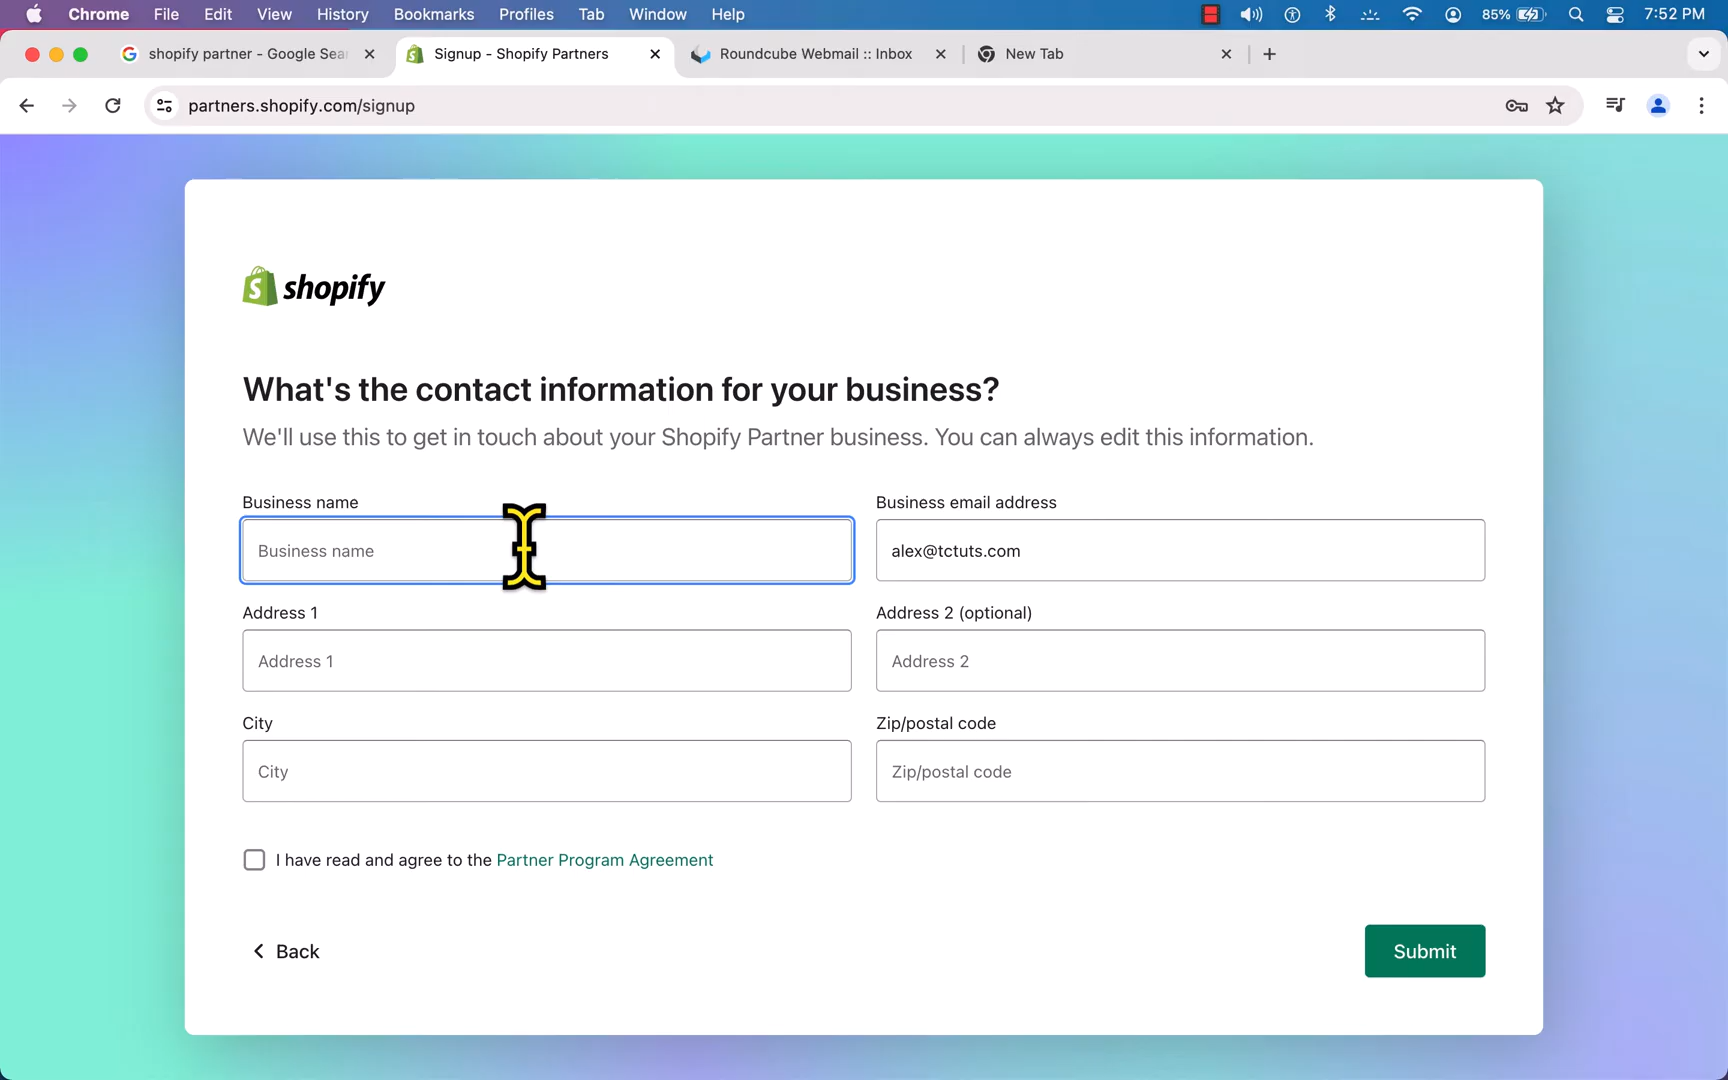 Chrome File Edit View History Bookmarks Profiles Tab Window Help 85% 7:52 PM
shopify partner - Google Sea Signup - Shopify Partners Roundcube Webmail :: Inbox New Tab
partners.shopify.com/signup
shopify
What's the contact information for your business?
We'll use this to get in touch about your Shopify Partner business. You can always edit this information.
Business name Business email address
Business name alex@tctuts.com
Address 1 Address 2 (optional)
Address 1 Address 2
City Zip/postal code
City Zip/postal code
I have read and agree to the Partner Program Agreement
Back Submit